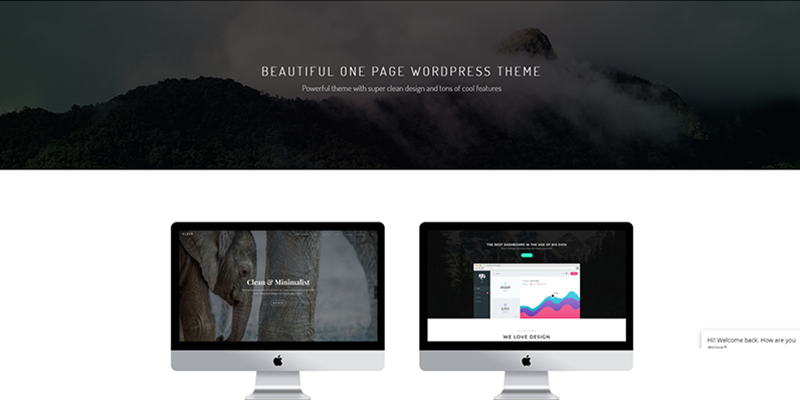 BEAUTIFUL ONE PAGE WORDPRESS THEME
Powerful theme with super clean design and tons of cool features
Clean & Minimalist
THE BEST DASHBOARD IN THE AGE OF BIG DATA
WE LOVE DESIGN
Hi! Welcome back. How are you